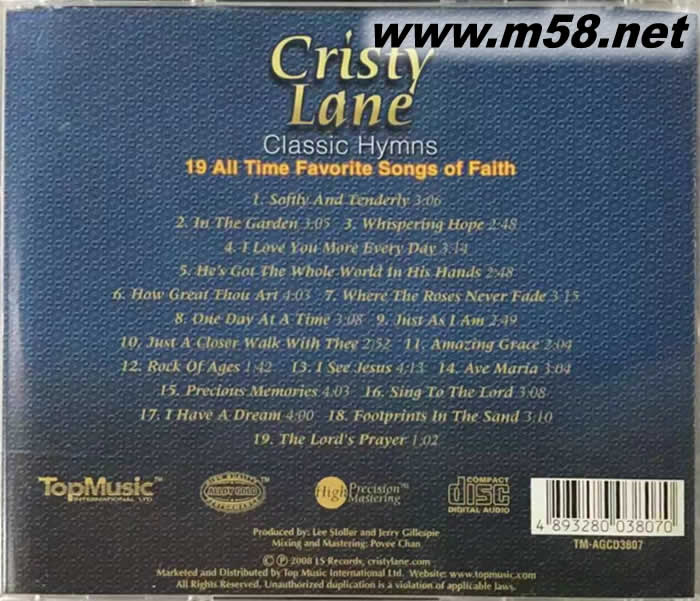 www.m58.net
Cristy
Lane
Classic Hymns
19 All Time Favorite Songs of Faith
1. Softly And Tenderly 3:06
2. In The Garden 3:05 3. Whispering Hope 2:48
4. I Love You More Every Day 3:14
5. He's Got The Whole World In His Hands 2:48
6. How Great Thou Art 4:03 7. Where The Roses Never Fade 3:15
8. One Day At A Time 3:08 9. Just As I Am 2:49
10. Just A Closer Walk With Thee 2:52 11. Amazing Grace 2:04
12. Rock Of Ages 1:42 13. I See Jesus 4:13 14. Ave Maria 3:04
15. Precious Memories 4:03 16. Sing To The Lord 3:08
17. I Have A Dream 4:00 18. Footprints In The Sand 3:10
19. The Lord's Prayer 1:02
TopMusic™
INTERNATIONAL LTD
HIGH QUALITY
ALLOY GOLD
High Precision™
Mastering
COMPACT
disc
DIGITAL AUDIO
4 893280 038070
TM-AGCD3807
Produced by: Lee Stoller and Jerry Gillespie
Mixing and Mastering: Povee Chan
© ℗ 2008 LS Records, cristylane.com
Marketed and Distributed by Top Music International Ltd. Website: www.topmusic.com
All Rights Reserved. Unauthorized duplication is a violation of applicable laws.